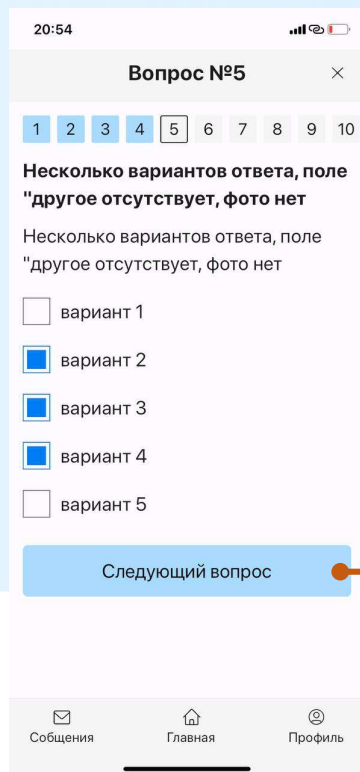 20:54
Вопрос №5
1 2 3 4 5 6 7 8 9 10
Несколько вариантов ответа, поле
"другое отсутствует, фото нет
Несколько вариантов ответа, поле
"другое отсутствует, фото нет
вариант 1
вариант 2
вариант 3
вариант 4
вариант 5
Следующий вопрос
Собщения Главная Профиль